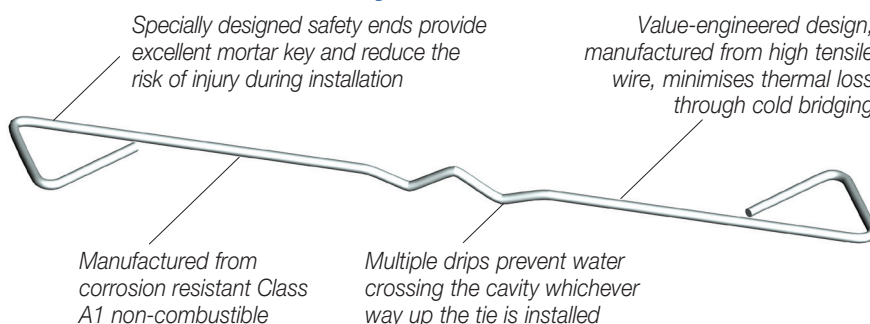 Specially designed safety ends provide
excellent mortar key and reduce the
risk of injury during installation
Value-engineered design,
manufactured from high tensile
wire, minimises thermal loss
through cold bridging
Manufactured from
corrosion resistant Class
A1 non-combustible
Multiple drips prevent water
crossing the cavity whichever
way up the tie is installed